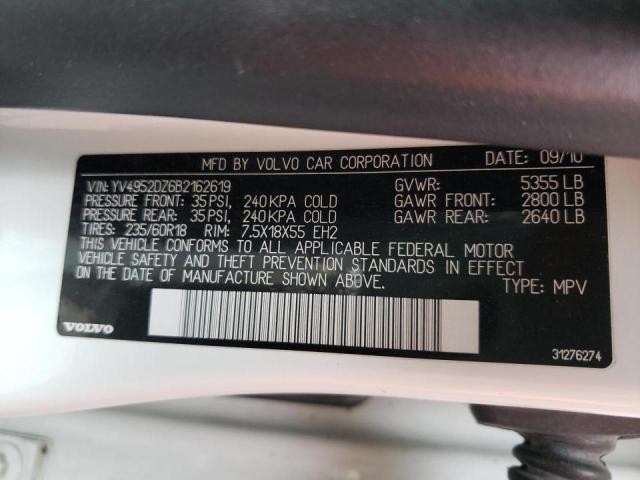 MFD BY VOLVO CAR CORPORATION DATE: 09/10
VIN: YV4952DZ6B2162619 GVWR: 5355 LB
PRESSURE FRONT: 35 PSI, 240 KPA COLD GAWR FRONT: 2800 LB
PRESSURE REAR: 35 PSI, 240 KPA COLD GAWR REAR: 2640 LB
TIRES: 235/60R18 RIM: 7.5X18X55 EH2
THIS VEHICLE CONFORMS TO ALL APPLICABLE FEDERAL MOTOR
VEHICLE SAFETY AND THEFT PREVENTION STANDARDS IN EFFECT
ON THE DATE OF MANUFACTURE SHOWN ABOVE. TYPE: MPV
VOLVO
31276274